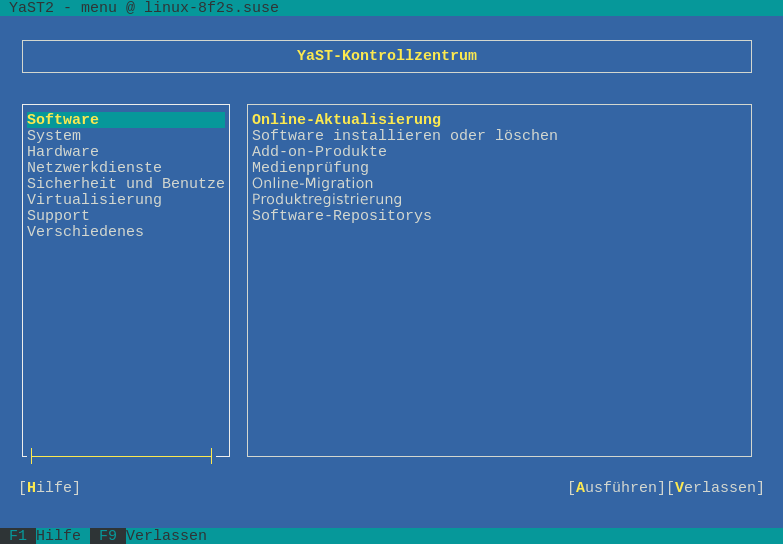 YaST2 - menu @ linux-8f2s.suse
YaST-Kontrollzentrum
Software
System
Hardware
Netzwerkdienste
Sicherheit und Benutze
Virtualisierung
Support
Verschiedenes
Online-Aktualisierung
Software installieren oder löschen
Add-on-Produkte
Medienprüfung
Online-Migration
Produktregistrierung
Software-Repositorys
[Hilfe] [Ausführen][Verlassen]
F1 Hilfe F9 Verlassen